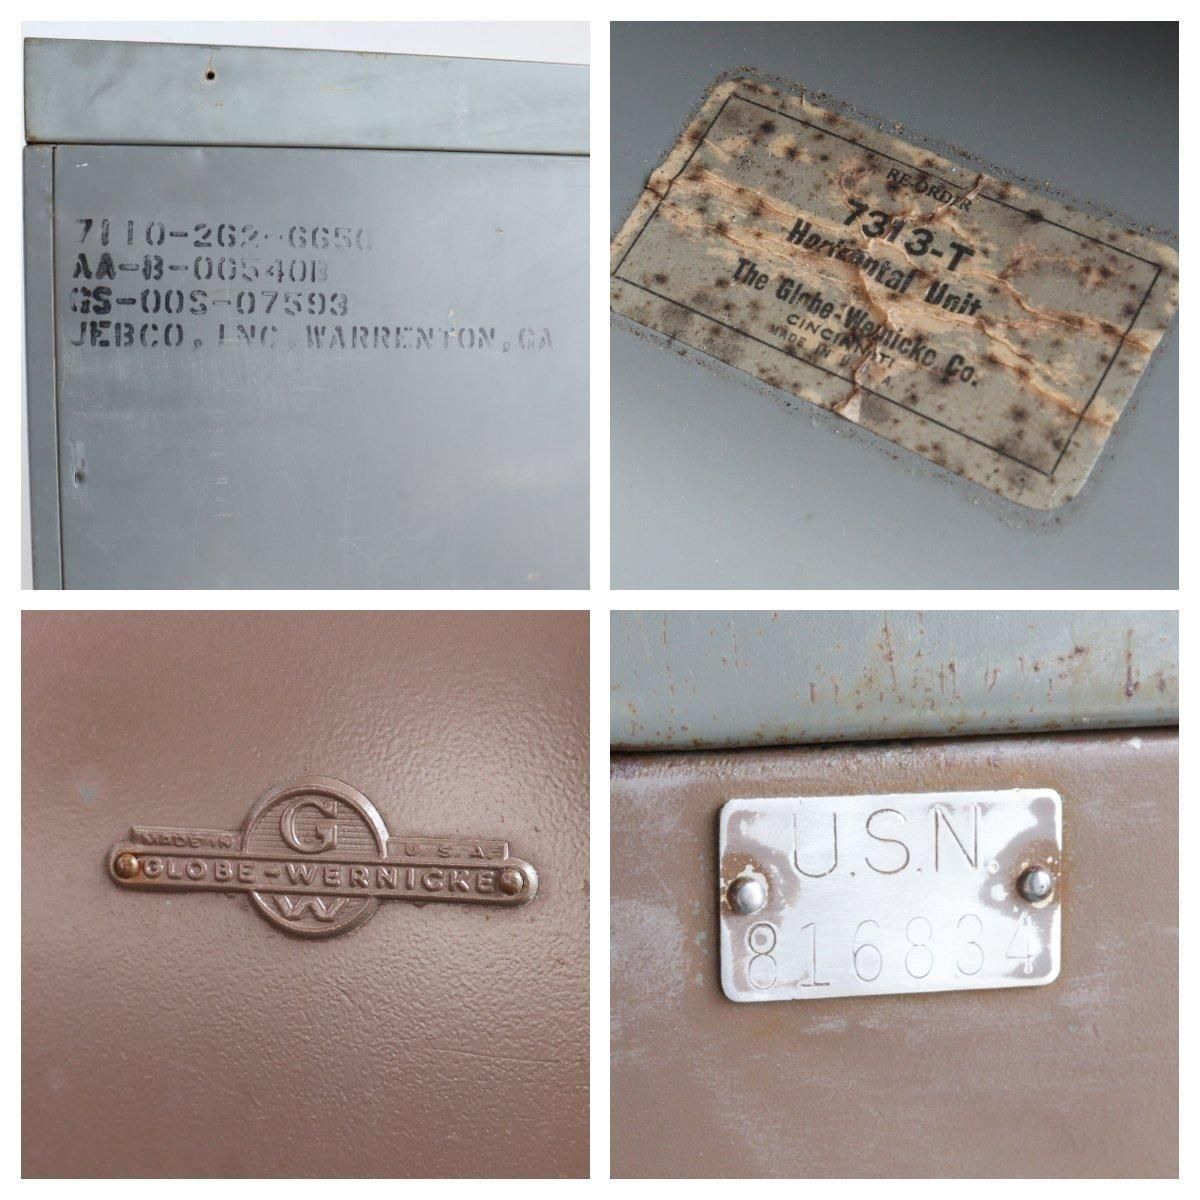 7110-262-6650
AA-B-00540B
GS-00S-07593
JEBCO, INC. WARRENTON, GA
RE-ORDER
7313-T
Horizontal Unit
The Globe-Wernicke Co.
CINCINNATI
MADE IN U.S.A.
G
MADE IN U.S.A.
GLOBE-WERNICKE
W
U.S.N.
816834